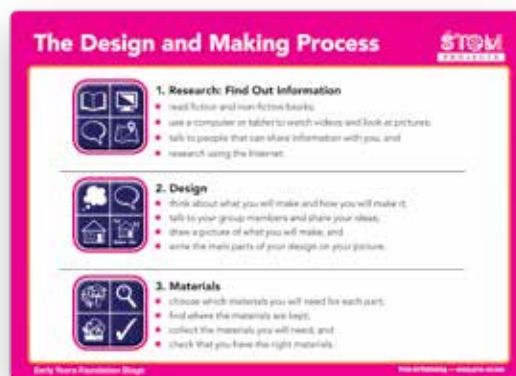 The Design and Making Process
STEM
PROJECTS
1. Research: Find Out Information
read fiction and non-fiction books;
use a computer or tablet to watch videos and look at pictures;
talk to people that can share information with you, and
research using the Internet.
2. Design
think about what you will make and how you will make it;
talk to your group members and share your ideas;
draw a picture of what you will make, and
write the main parts of your design on your picture.
3. Materials
choose which materials you will need for each part;
find where the materials are kept;
collect the materials you will need, and
check that you have the right materials.
Early Years Foundation Stage